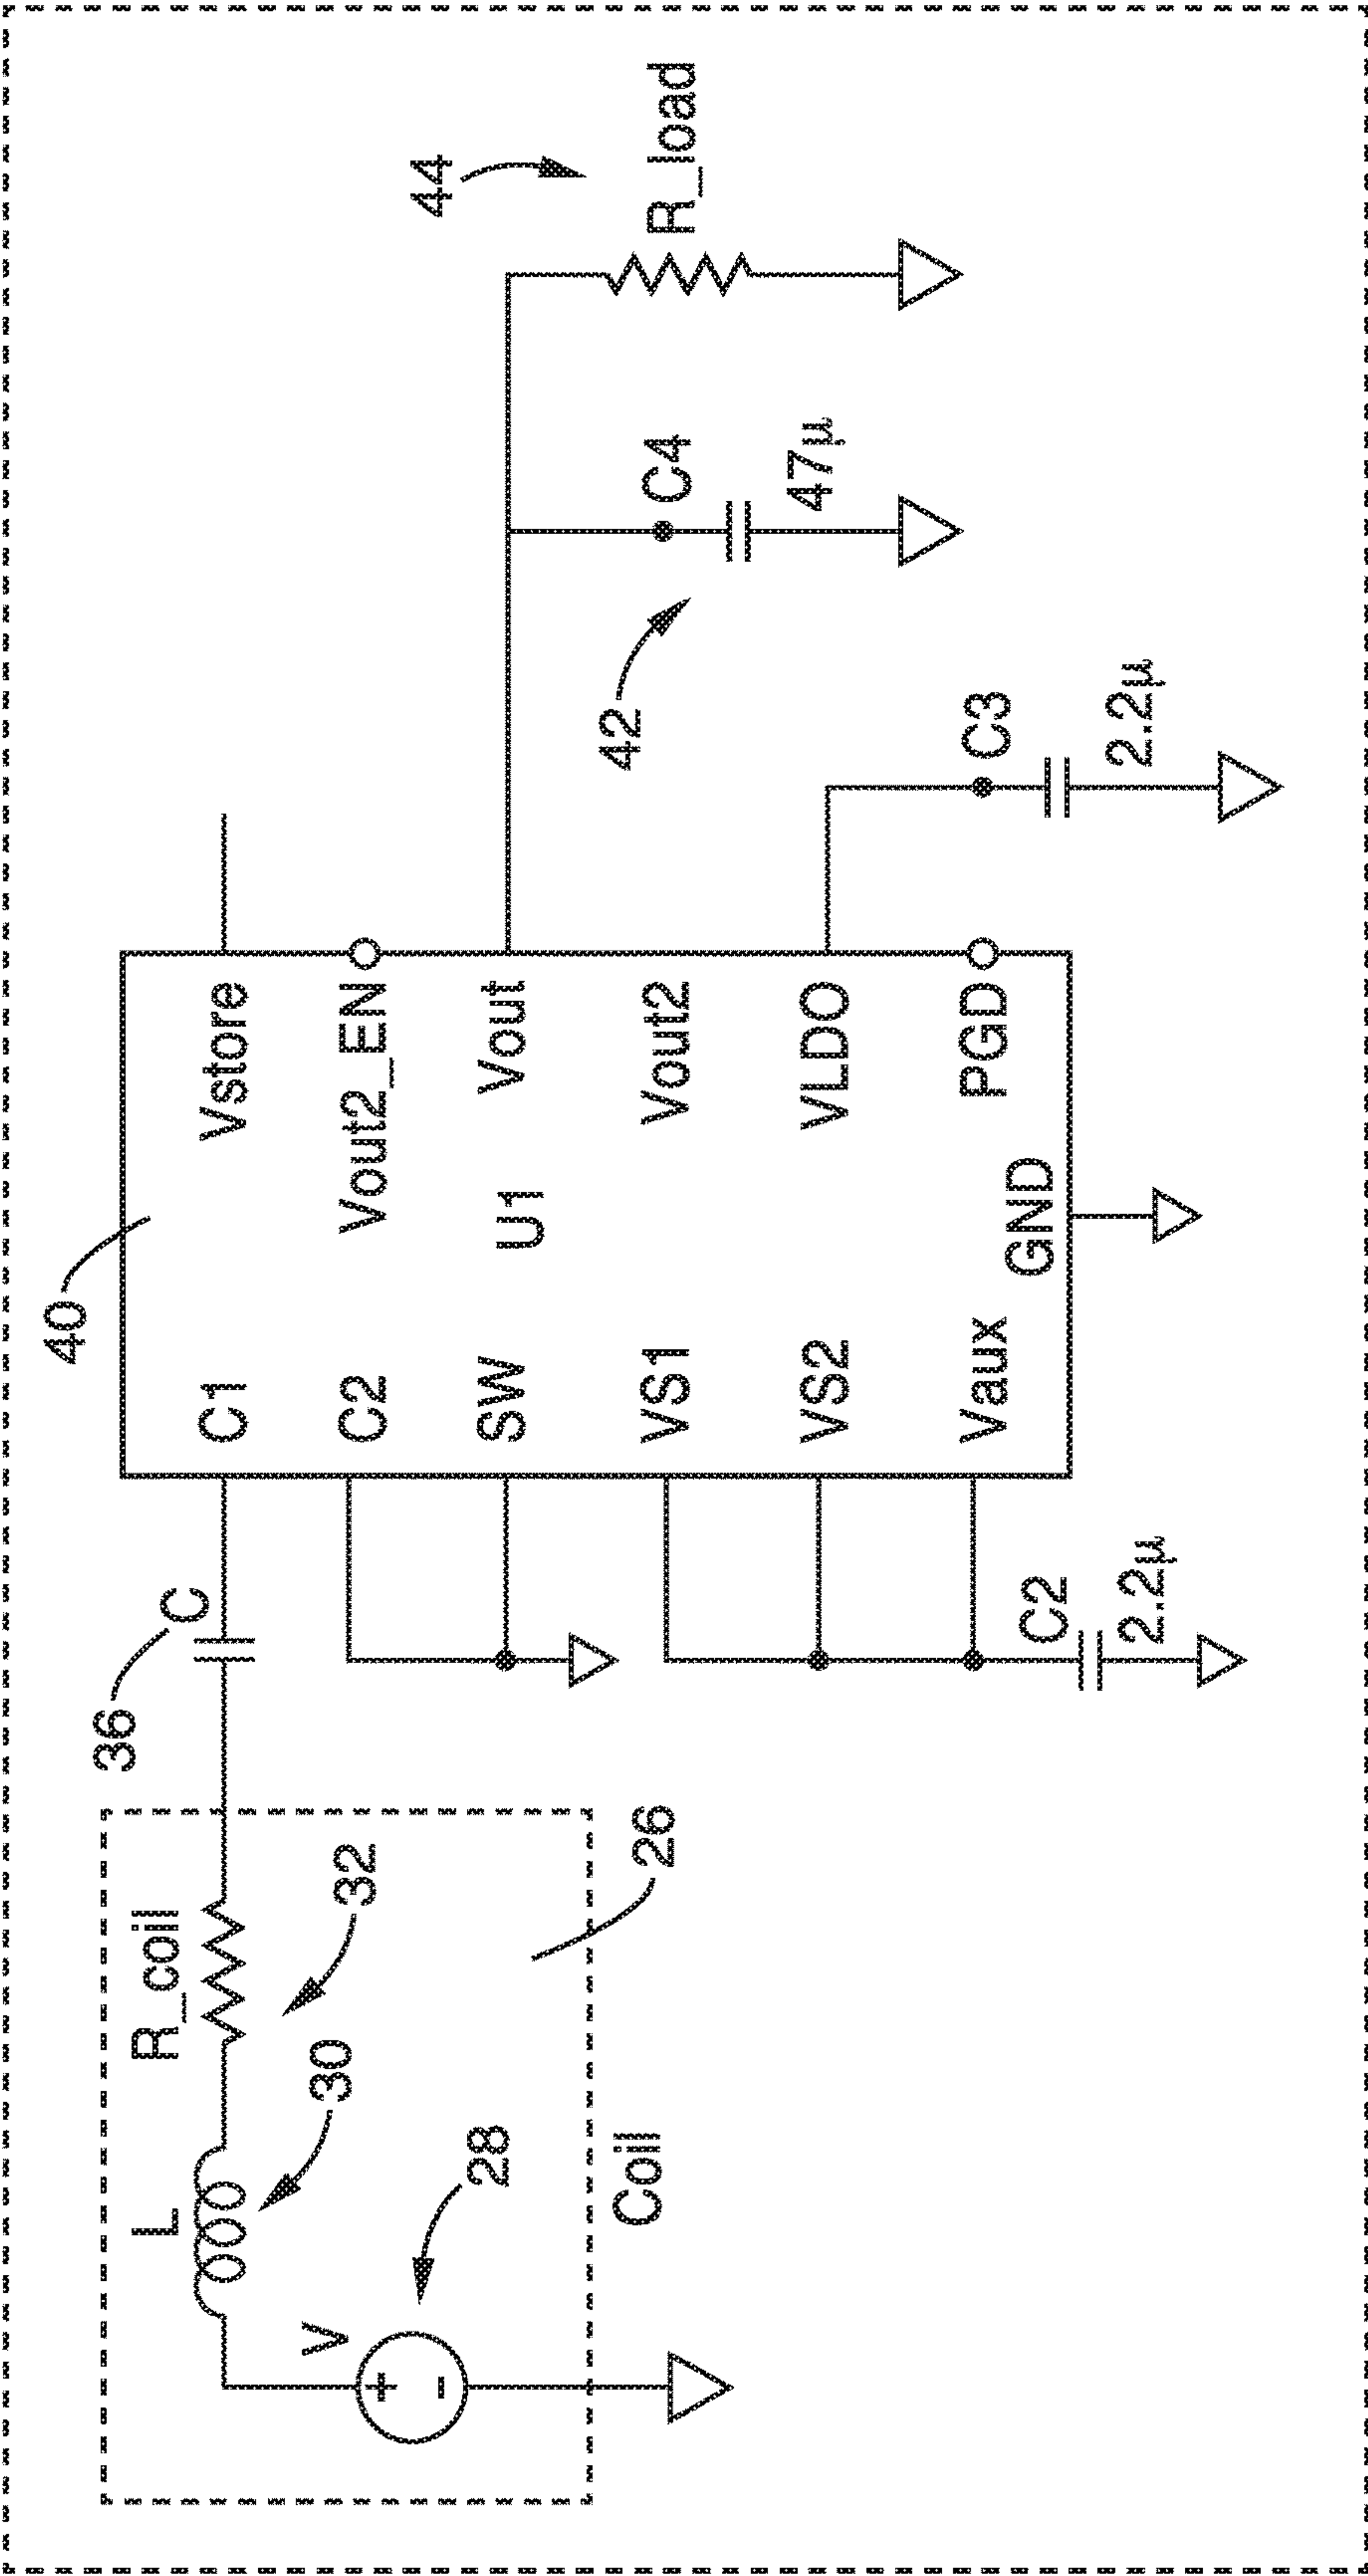 40
44
36
C
L
R_coil
V
+
-
30
32
28
26
Coil
C1
C2
SW
VS1
VS2
Vaux
U1
GND
Vstore
Vout2_EN
Vout
Vout2
VLDO
PGD
C2
2.2µ
42
C4
47µ
R_load
C3
2.2µ